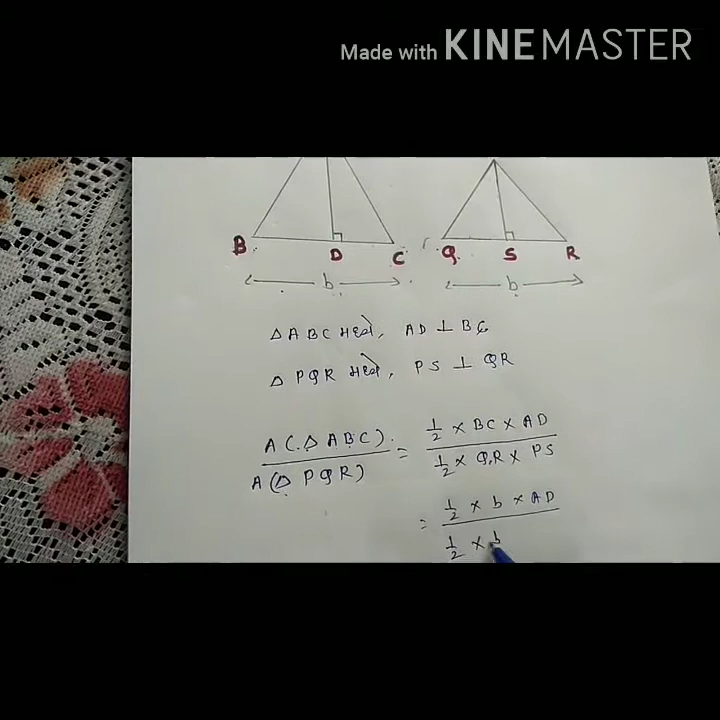 Made with KINEMASTER
B D C Q S R
b b
△ABC मध्ये, AD ⊥ BC
△ PQR मध्ये, PS ⊥ QR
A(△ABC) / A(△PQR) = 1/2 × BC × AD / 1/2 × QR × PS
= 1/2 × b × AD / 1/2 × b